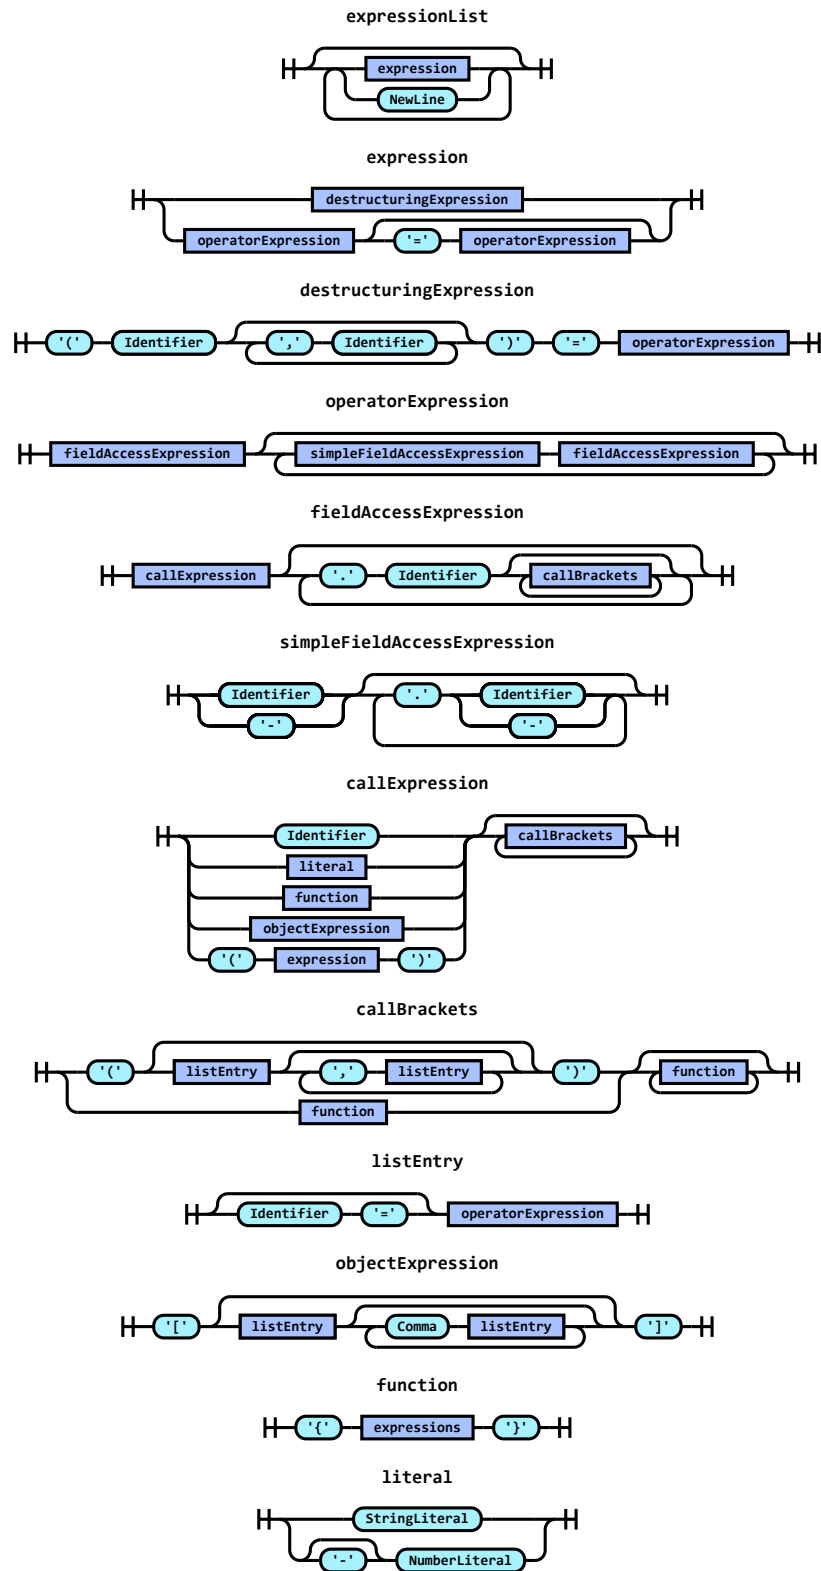 expressionList
expression
NewLine
expression
destructuringExpression
operatorExpression '=' operatorExpression
destructuringExpression
'(' Identifier ',' Identifier ')' '=' operatorExpression
operatorExpression
fieldAccessExpression simpleFieldAccessExpression fieldAccessExpression
fieldAccessExpression
callExpression '.' Identifier callBrackets
simpleFieldAccessExpression
Identifier '.' Identifier
'-' '-'
callExpression
Identifier callBrackets
literal
function
objectExpression
'(' expression ')'
callBrackets
'(' listEntry ',' listEntry ')' function
function
listEntry
Identifier '=' operatorExpression
objectExpression
'[' listEntry Comma listEntry ']'
function
'{' expressions '}'
literal
StringLiteral
'-' NumberLiteral